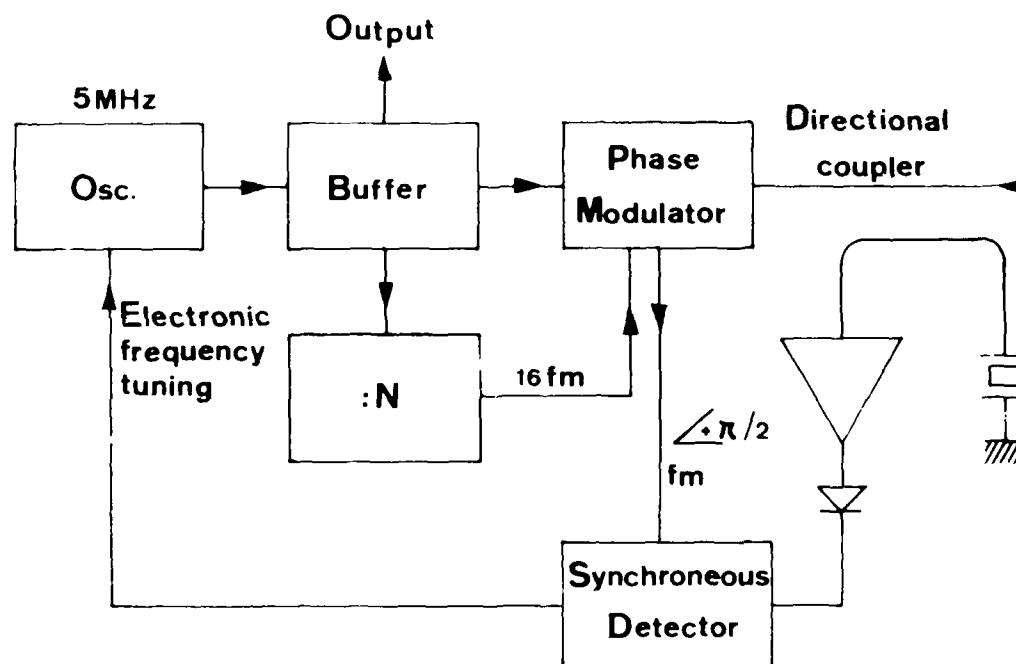 Output
5MHz
Osc.
Buffer
Phase
Modulator
Directional
coupler
Electronic
frequency
tuning
:N
16fm
+π/2
fm
Synchroneous
Detector